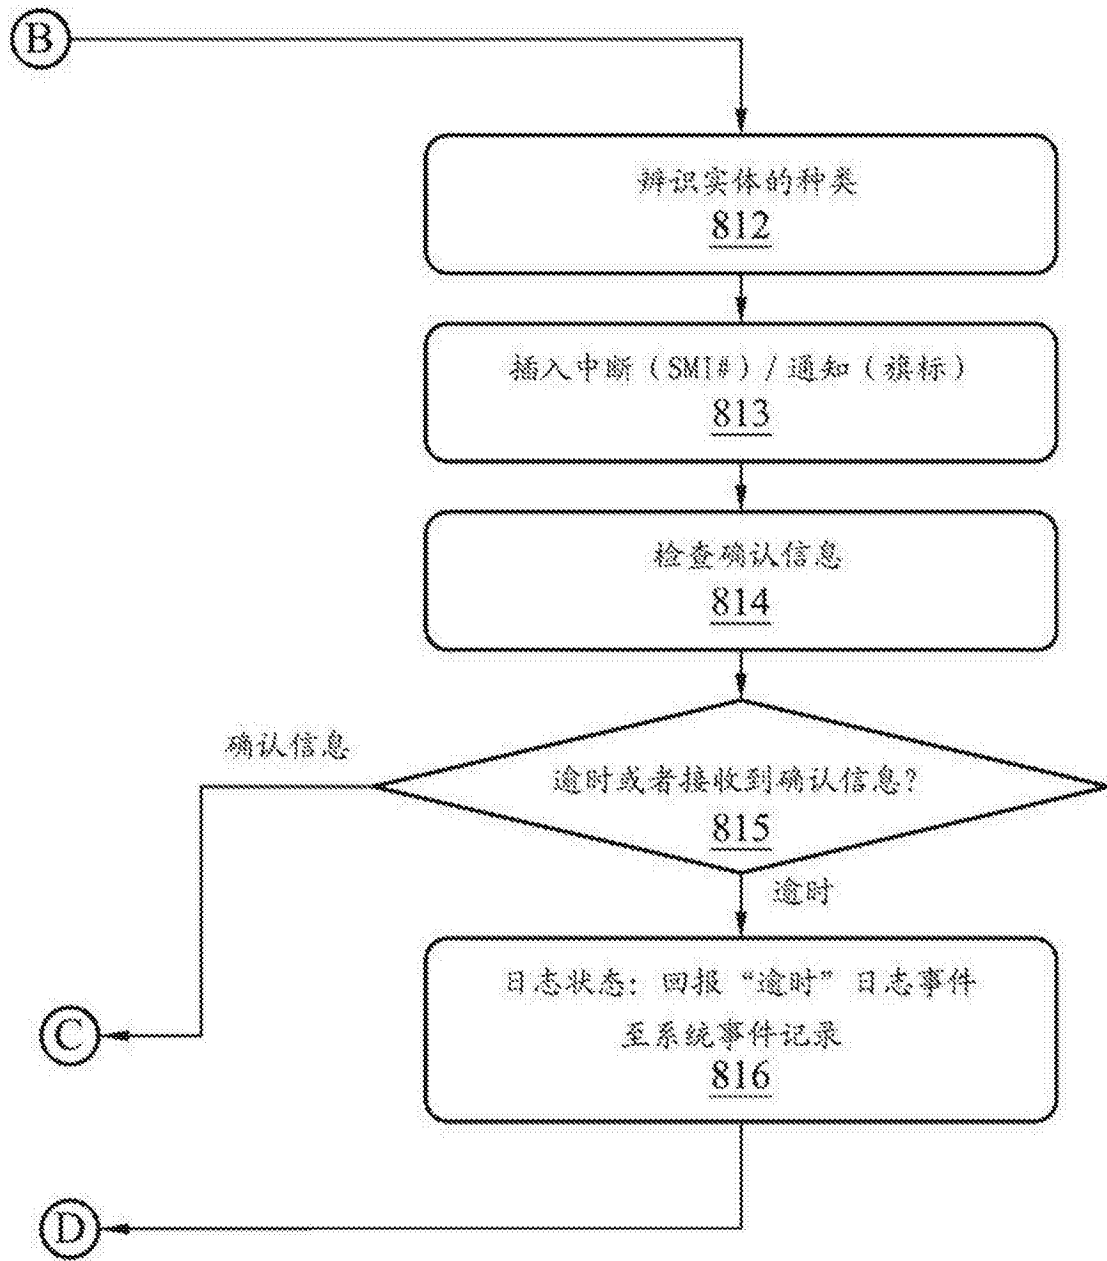 B
辨识实体的种类
812
插入中断（SMI#）/通知（旗标）
813
检查确认信息
814
确认信息
逾时或者接收到确认信息？
815
逾时
日志状态：回报“逾时”日志事件
至系统事件记录
816
C
D